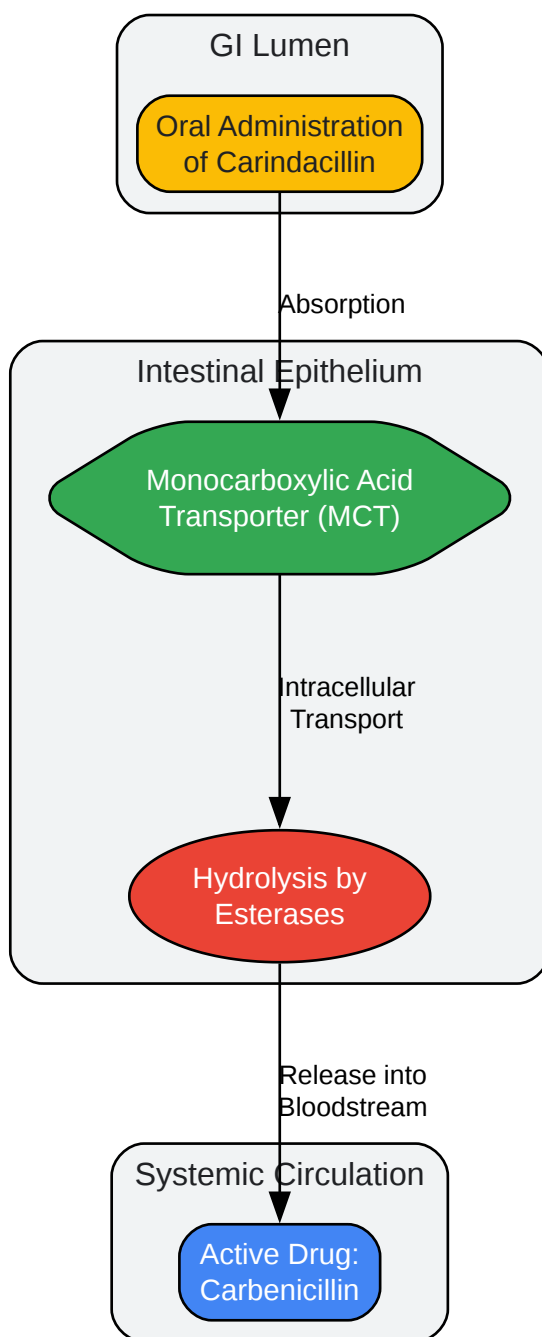 GI Lumen
Oral Administration
of Carindacillin
Absorption
Intestinal Epithelium
Monocarboxylic Acid
Transporter (MCT)
Intracellular
Transport
Hydrolysis by
Esterases
Release into
Bloodstream
Systemic Circulation
Active Drug:
Carbenicillin